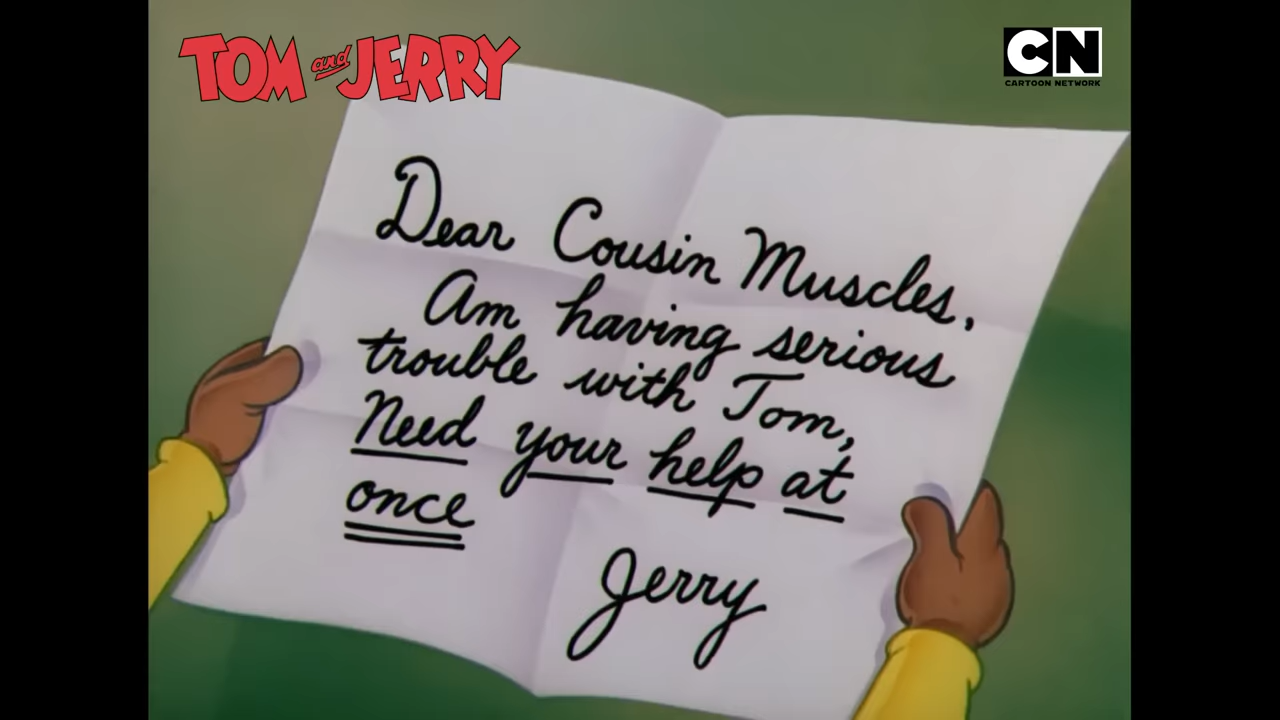 TOM and JERRY
CN
CARTOON NETWORK
Dear Cousin Muscles,
Am having serious
trouble with Tom,
Need your help at
once
Jerry